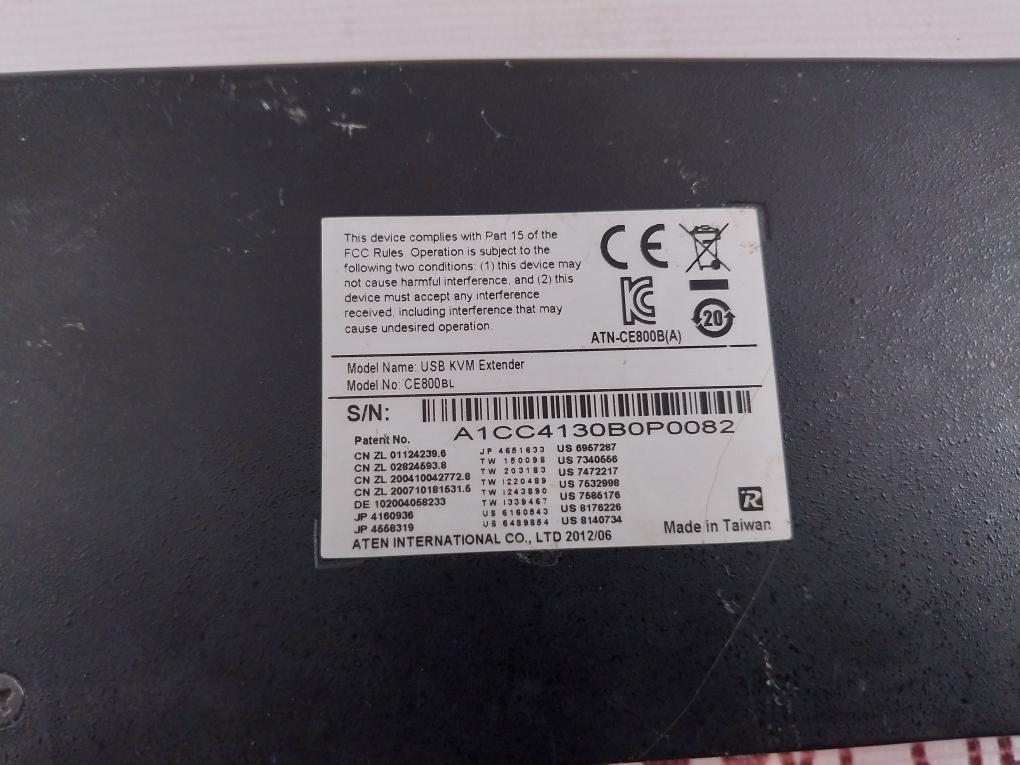 This device complies with Part 15 of the
FCC Rules. Operation is subject to the
following two conditions: (1) this device may
not cause harmful interference, and (2) this
device must accept any interference
received, including interference that may
cause undesired operation.
CE
KC
20
ATN-CE800B(A)
Model Name: USB KVM Extender
Model No: CE800BL
S/N:
A1CC4130B0P0082
Patent No.
CN ZL 01124239.6
CN ZL 02824593.8
CN ZL 200410042772.8
CN ZL 200710181631.5
DE 102004058233
JP 4160936
JP 4558319
JP 4651633
TW 150098
TW 203183
TW I220489
TW I243890
TW I339467
US 6160543
US 6489854
US 6957287
US 7340556
US 7472217
US 7532998
US 7585176
US 8176226
US 8140734
R
Made in Taiwan
ATEN INTERNATIONAL CO., LTD 2012/06